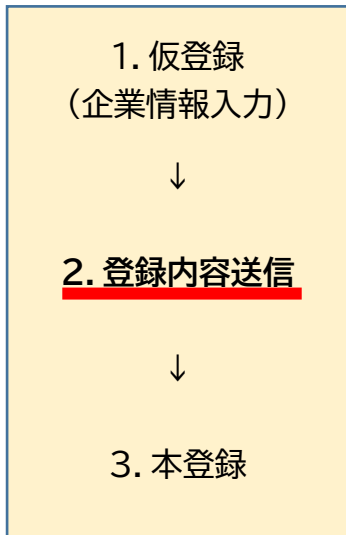 1. 仮登録
（企業情報入力）
↓
2. 登録内容送信
↓
3. 本登録